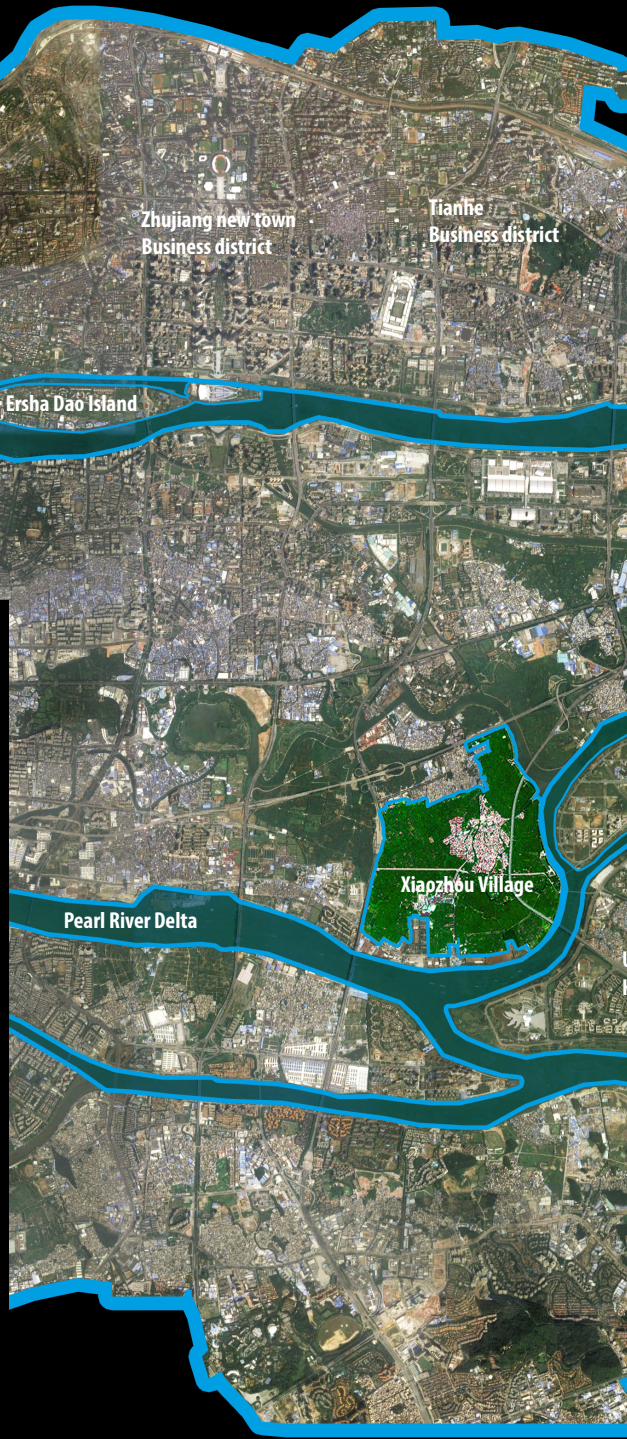 Zhujiang new town
Business district
Tianhe
Business district
Ersha Dao Island
Xiaozhou Village
Pearl River Delta